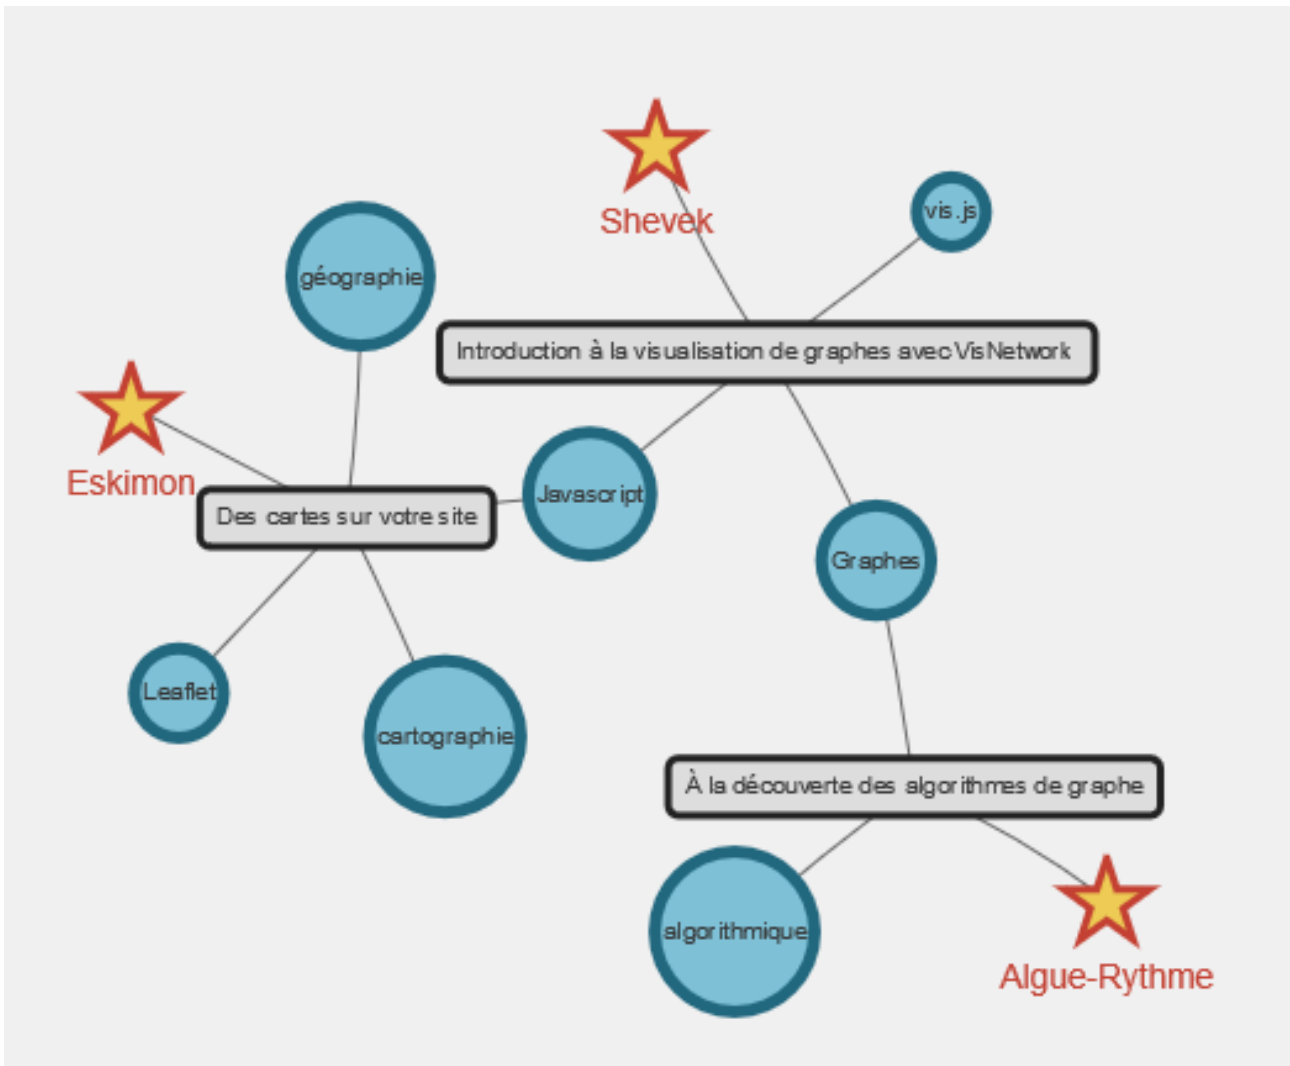 Shevek
vis.js
géographie
Introduction à la visualisation de graphes avec VisNetwork
Eskimon
Des cartes sur votre site
Javascript
Graphes
Leaflet
cartographie
À la découverte des algorithmes de graphe
algorithmique
Algue-Rythme